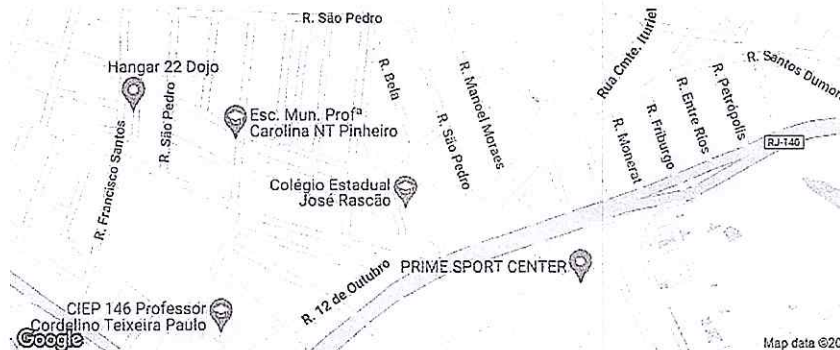 R. São Pedro
Hangar 22 Dojo
R. São Pedro
R. Francisco Santos
Esc. Mun. Profª
Carolina NT Pinheiro
R. Bela
R. Manoel Moraes
R. São Pedro
Rua Cmte. Ituriel
R. Santos Dumon
R. Petrópolis
R. Entre Rios
R. Friburgo
R. Monerat
RJ-140
Colégio Estadual
José Rascão
PRIME SPORT CENTER
R. 12 de Outubro
CIEP 146 Professor
Cordelino Teixeira Paulo
Google
Map data ©20